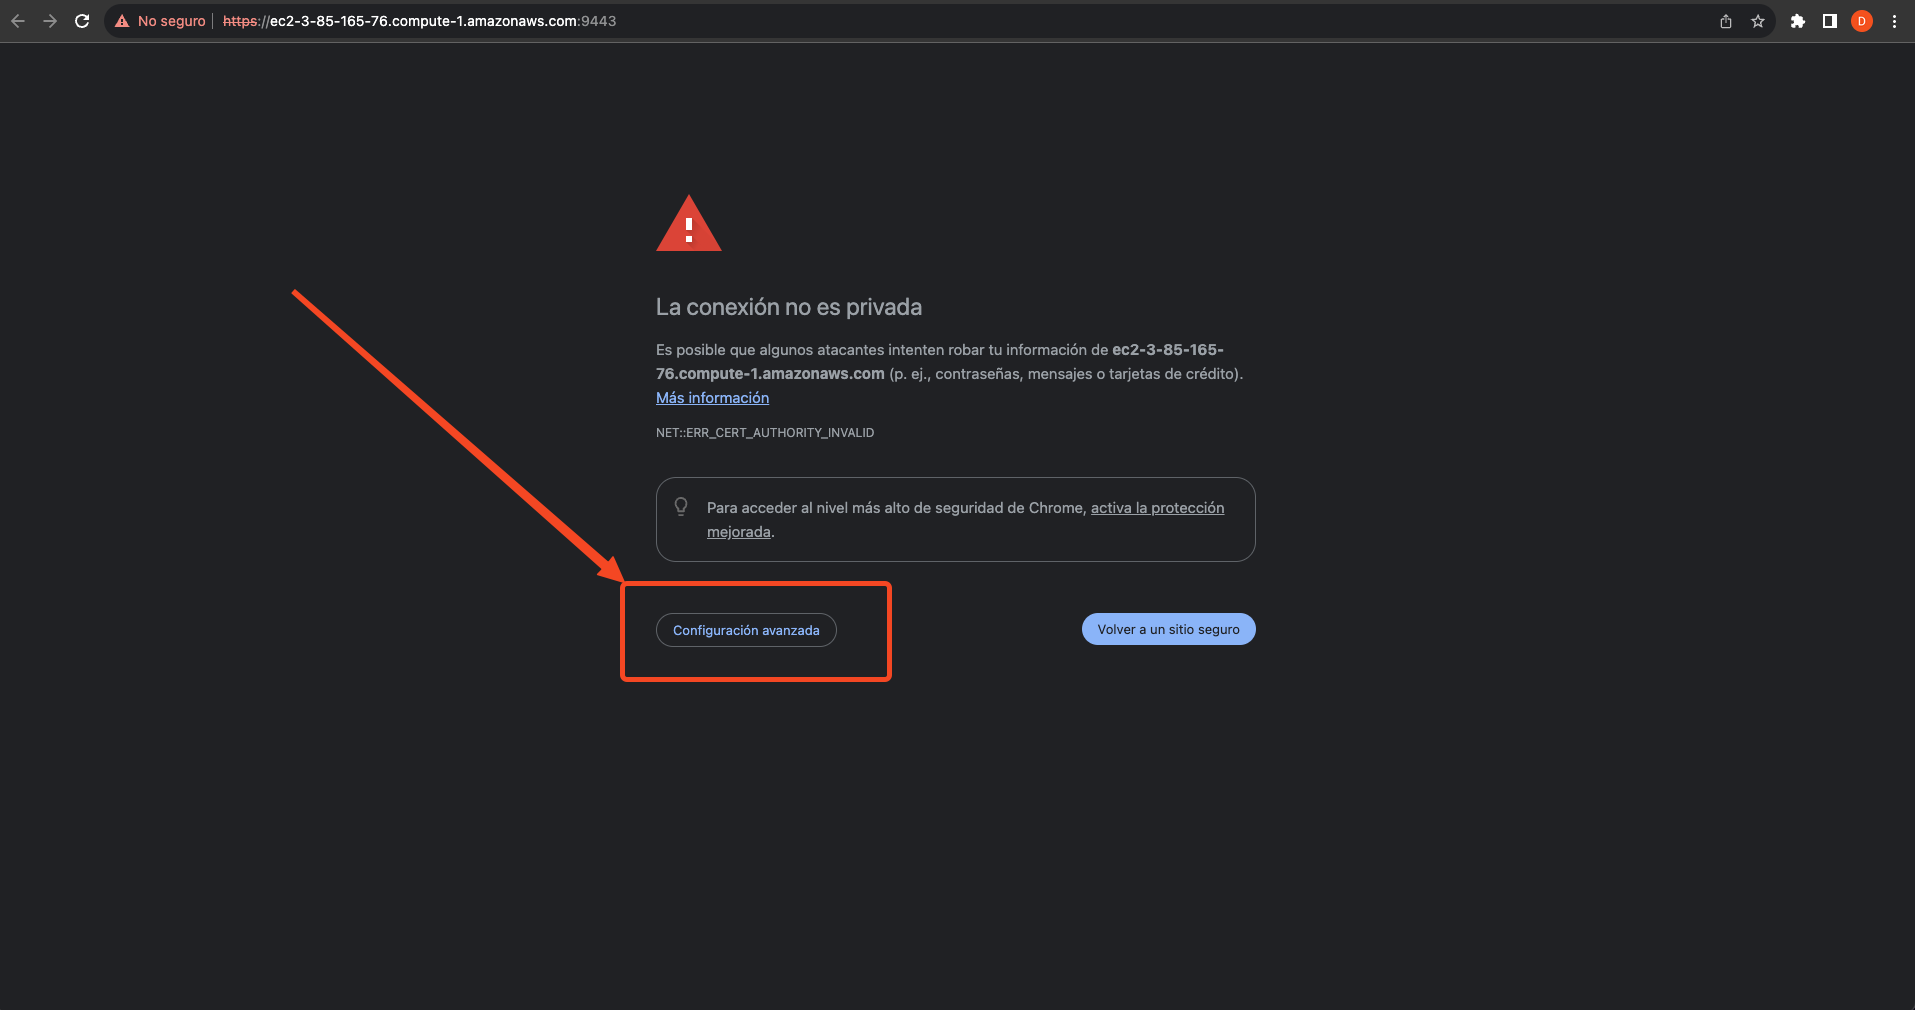 No seguro https://ec2-3-85-165-76.compute-1.amazonaws.com:9443
D
La conexión no es privada
Es posible que algunos atacantes intenten robar tu información de ec2-3-85-165-
76.compute-1.amazonaws.com (p. ej., contraseñas, mensajes o tarjetas de crédito).
Más información
NET::ERR_CERT_AUTHORITY_INVALID
Para acceder al nivel más alto de seguridad de Chrome, activa la protección
mejorada.
Configuración avanzada
Volver a un sitio seguro